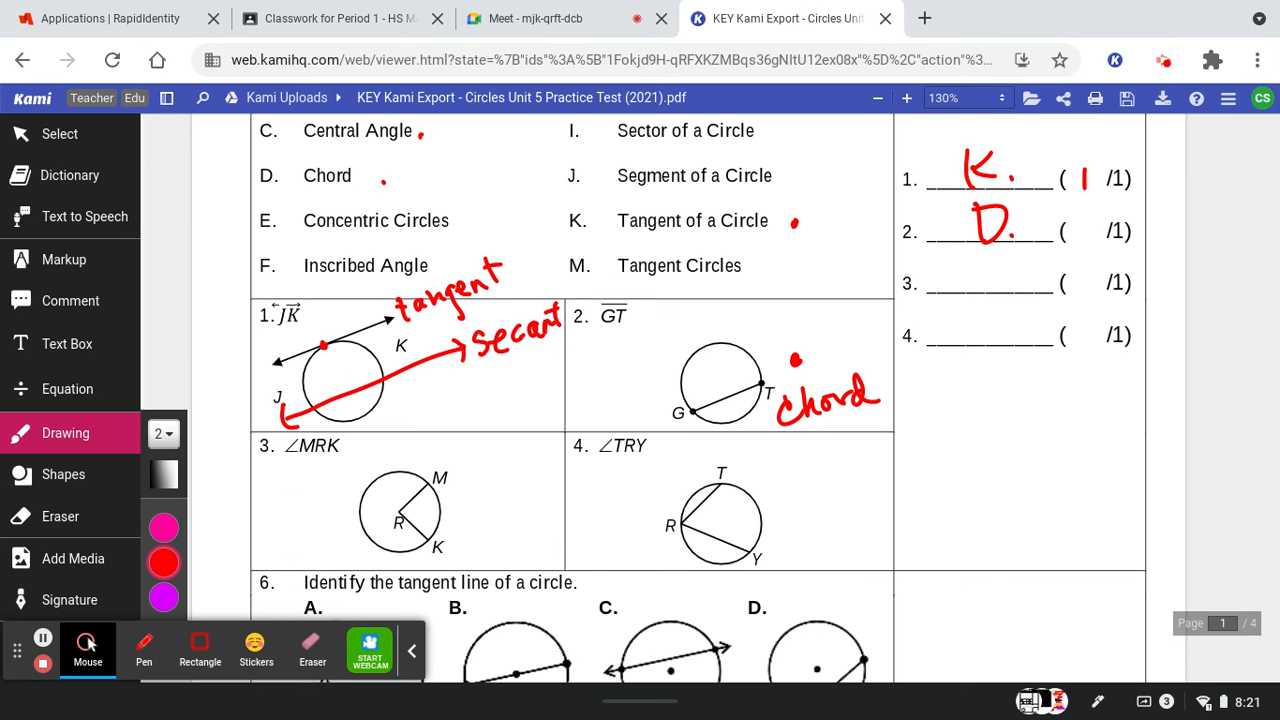 Applications | RapidIdentity
Classwork for Period 1 - HS M
Meet - mjk-qrft-dcb
KEY Kami Export - Circles Unit
web.kamihq.com/web/viewer.html?state=%7B"ids"%3A%5B"1Fokjd9H-qRFXKZMBqs36gNItU12ex08x"%5D%2C"action"%3...
Kami Teacher Edu Kami Uploads KEY Kami Export - Circles Unit 5 Practice Test (2021).pdf 130% CS
Select
Dictionary
Text to Speech
Markup
Comment
Text Box
Equation
Drawing
2
Shapes
Eraser
Add Media
Signature
C. Central Angle
I. Sector of a Circle
D. Chord
J. Segment of a Circle
E. Concentric Circles
K. Tangent of a Circle
F. Inscribed Angle
M. Tangent Circles
1. K. ( 1 /1)
2. D. ( /1)
3. ( /1)
4. ( /1)
1. JK
tangent
secant
K
J
2. GT
T
G
chord
3. ∠MRK
M
R
K
4. ∠TRY
T
R
Y
6. Identify the tangent line of a circle.
A. B. C. D.
Page 1 / 4
Mouse Pen Rectangle Stickers Eraser START WEBCAM
3 8:21